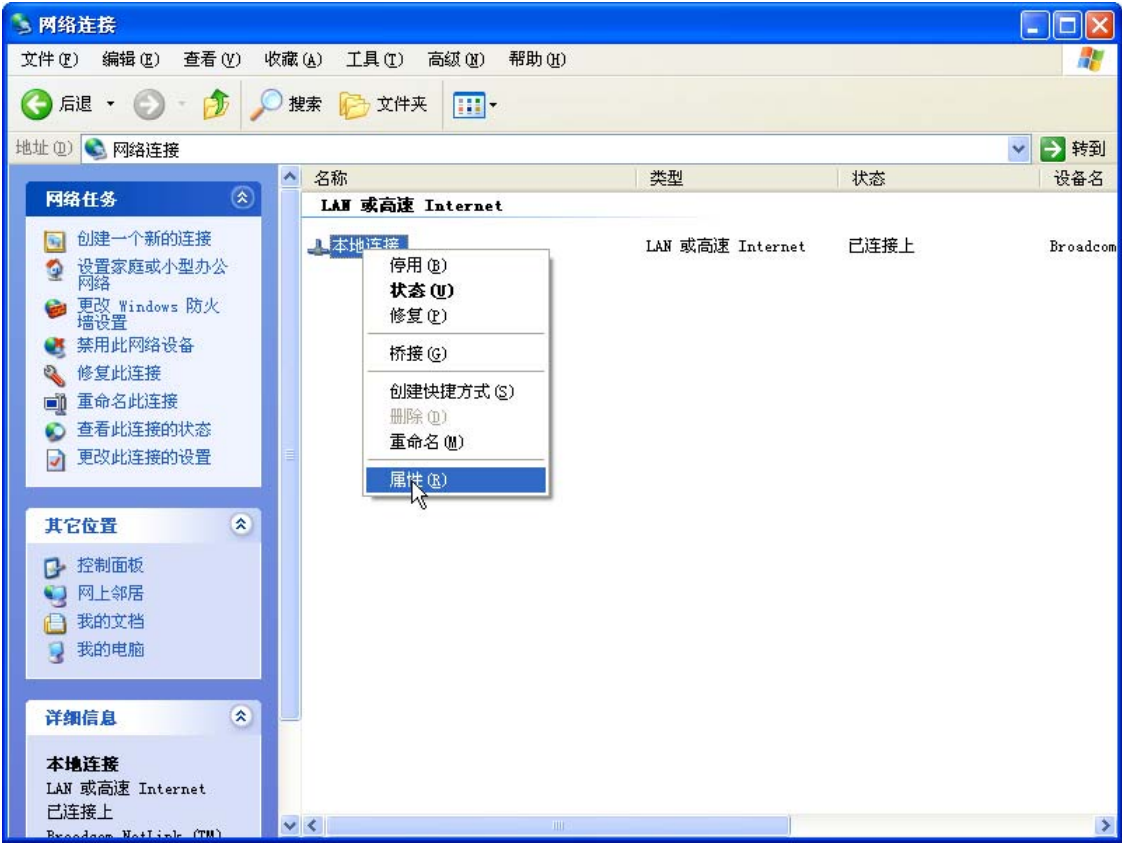 网络连接
文件(F) 编辑(E) 查看(V) 收藏(A) 工具(T) 高级(N) 帮助(H)
后退 搜索 文件夹
地址(D) 网络连接 转到
网络任务
创建一个新的连接
设置家庭或小型办公
网络
更改 Windows 防火
墙设置
禁用此网络设备
修复此连接
重命名此连接
查看此连接的状态
更改此连接的设置
其它位置
控制面板
网上邻居
我的文档
我的电脑
详细信息
本地连接
LAN 或高速 Internet
已连接上
Broadcom NetLink (TM)
名称 类型 状态 设备名
LAN 或高速 Internet
本地连接 LAN 或高速 Internet 已连接上 Broadcom
停用(B)
状态(U)
修复(P)
桥接(G)
创建快捷方式(S)
删除(D)
重命名(M)
属性(R)